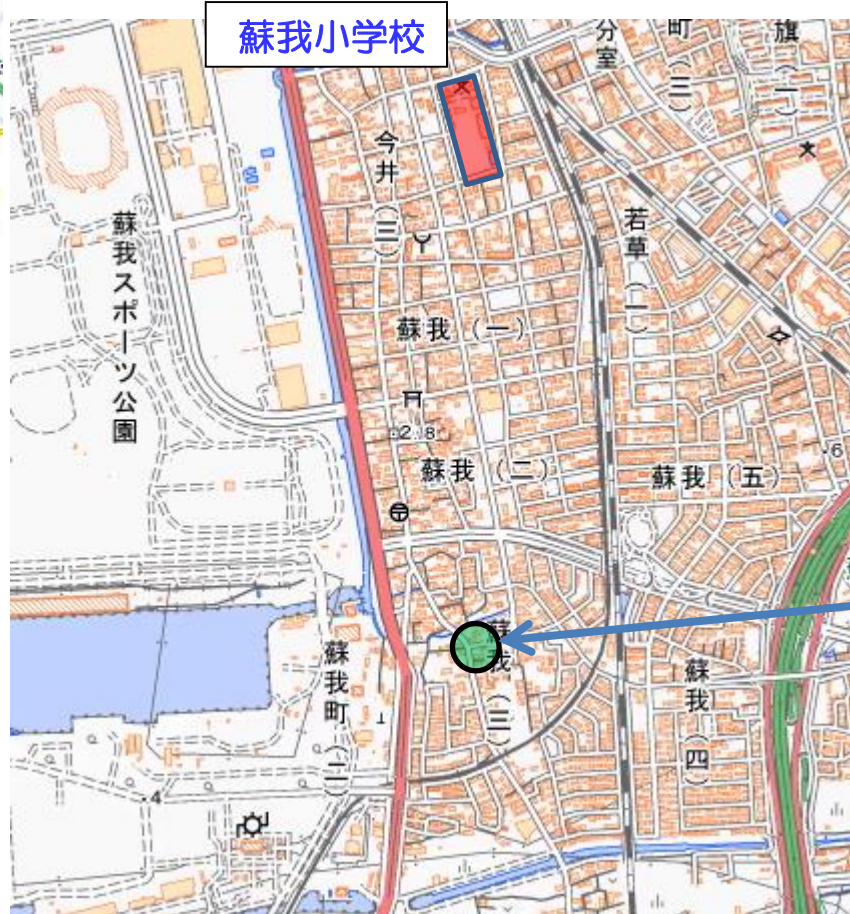 蘇我小学校
分室
町(三)
旗(一)
今井(三)
若草(一)
蘇我スポーツ公園
蘇我(一)
2.8
蘇我(二)
蘇我(五)
6
蘇我(三)
蘇我町(二)
蘇我(四)
4